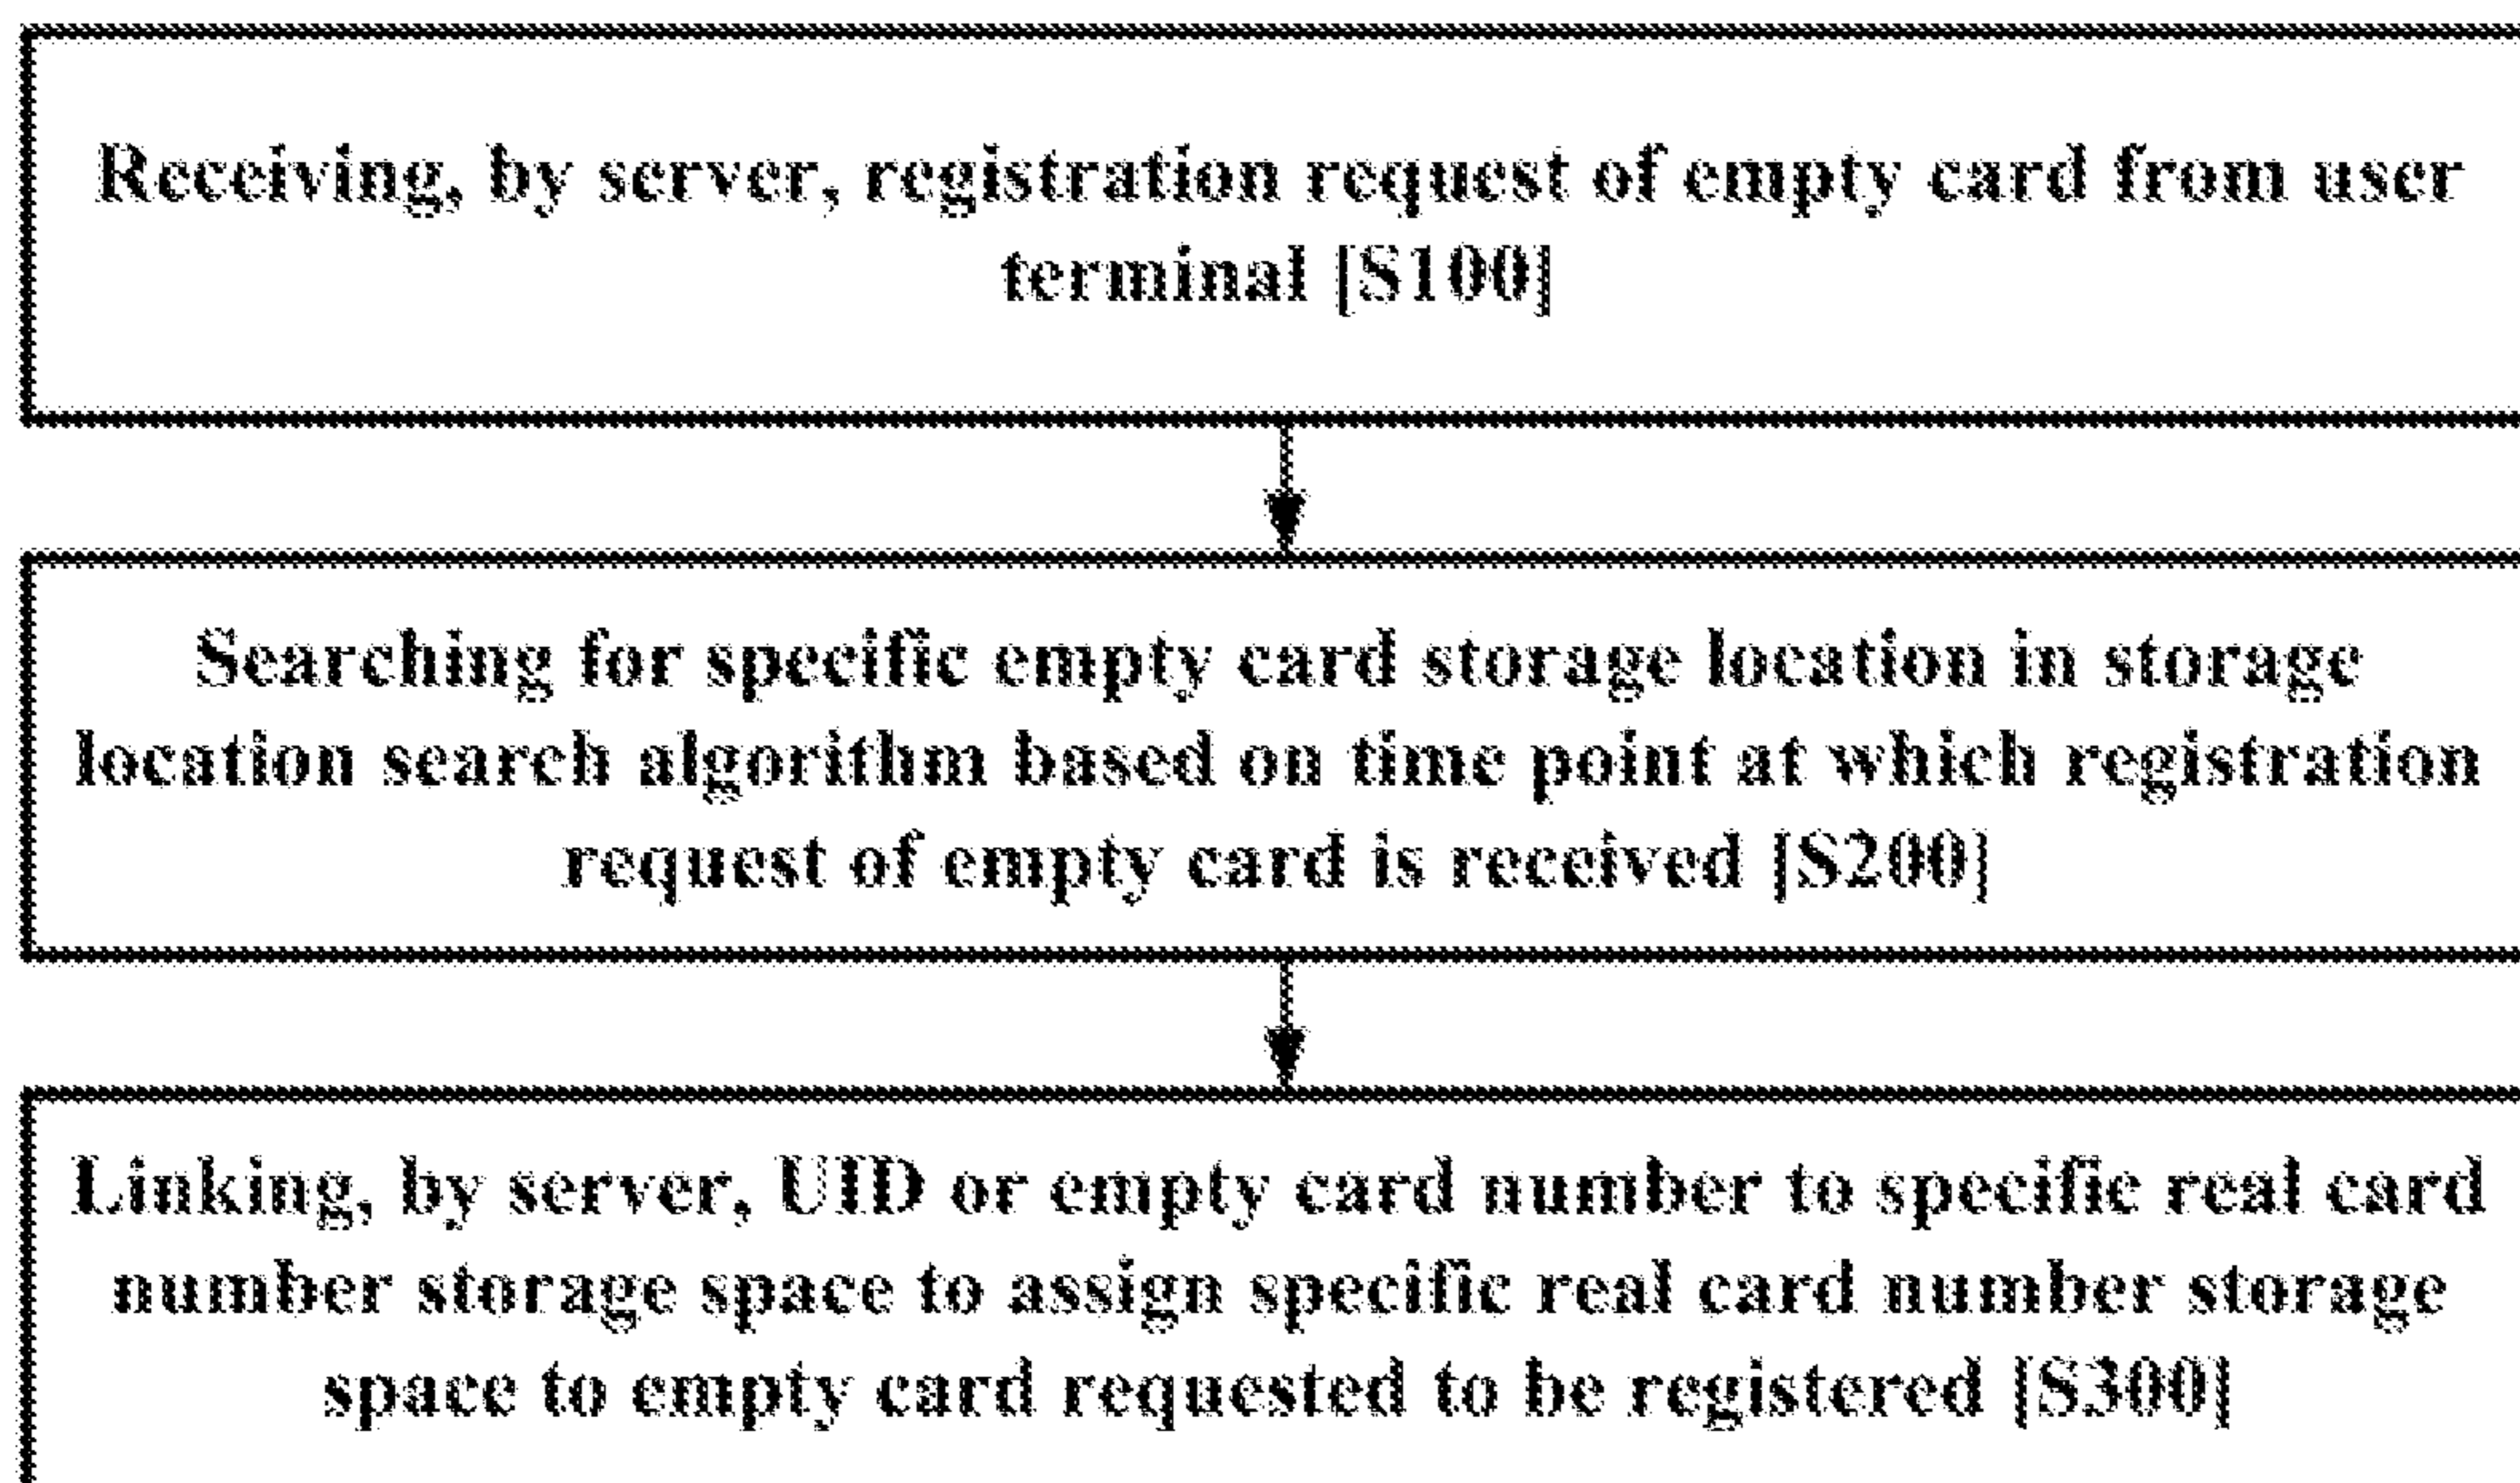 Receiving, by server, registration request of empty card from user
terminal [S100]
Searching for specific empty card storage location in storage
location search algorithm based on time point at which registration
request of empty card is received [S200]
Linking, by server, UID or empty card number to specific real card
number storage space to assign specific real card number storage
space to empty card requested to be registered [S300]